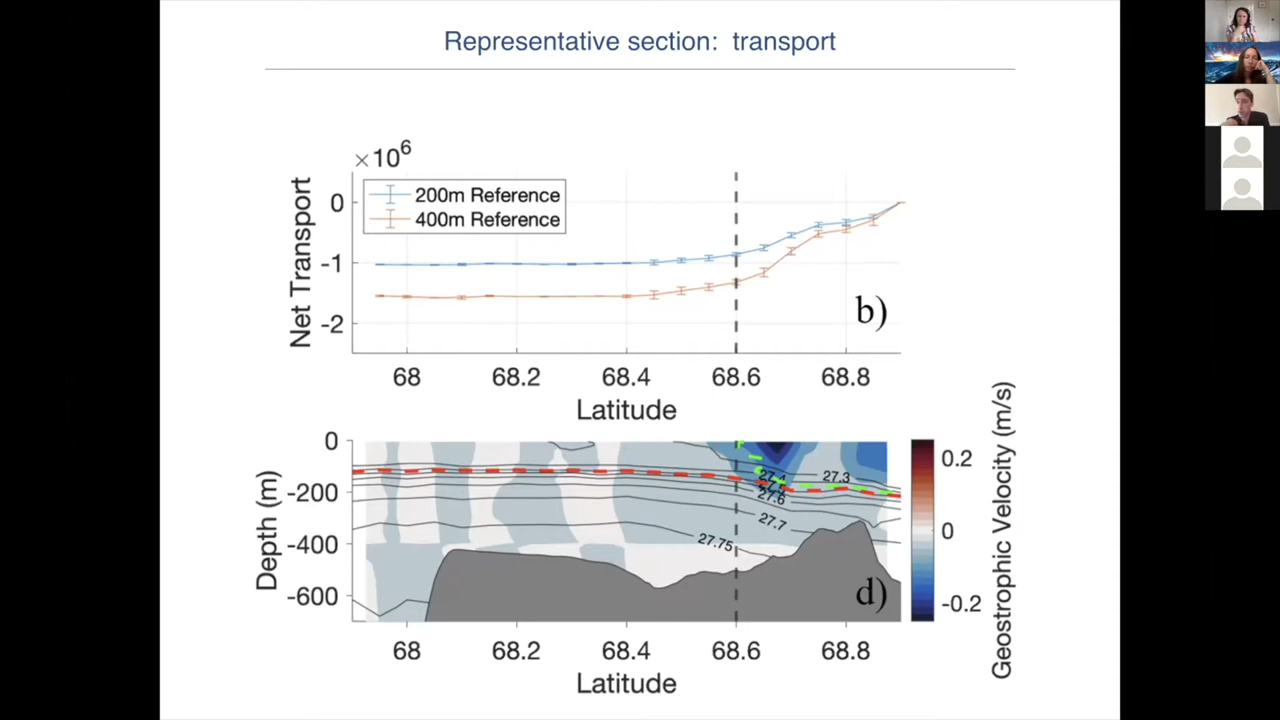 Representative section: transport
×10⁶
Net Transport
0
-1
-2
200m Reference
400m Reference
b)
68
68.2
68.4
68.6
68.8
Latitude
Depth (m)
0
-200
-400
-600
27.4
27.3
27.6
27.7
27.75
d)
68
68.2
68.4
68.6
68.8
Latitude
0.2
0
-0.2
Geostrophic Velocity (m/s)